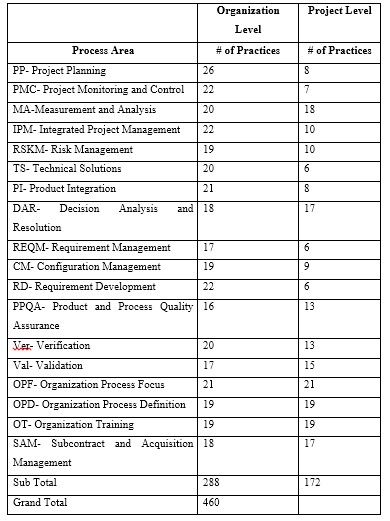 Organization Level Project Level
Process Area # of Practices # of Practices
PP- Project Planning 26 8
PMC- Project Monitoring and Control 22 7
MA-Measurement and Analysis 20 18
IPM- Integrated Project Management 22 10
RSKM- Risk Management 19 10
TS- Technical Solutions 20 6
PI- Product Integration 21 8
DAR- Decision Analysis and 18 17
Resolution
REQM- Requirement Management 17 6
CM- Configuration Management 19 9
RD- Requirement Development 22 6
PPQA- Product and Process Quality 16 13
Assurance
Ver- Verification 20 13
Val- Validation 17 15
OPF- Organization Process Focus 21 21
OPD- Organization Process Definition 19 19
OT- Organization Training 19 19
SAM- Subcontract and Acquisition 18 17
Management
Sub Total 288 172
Grand Total 460